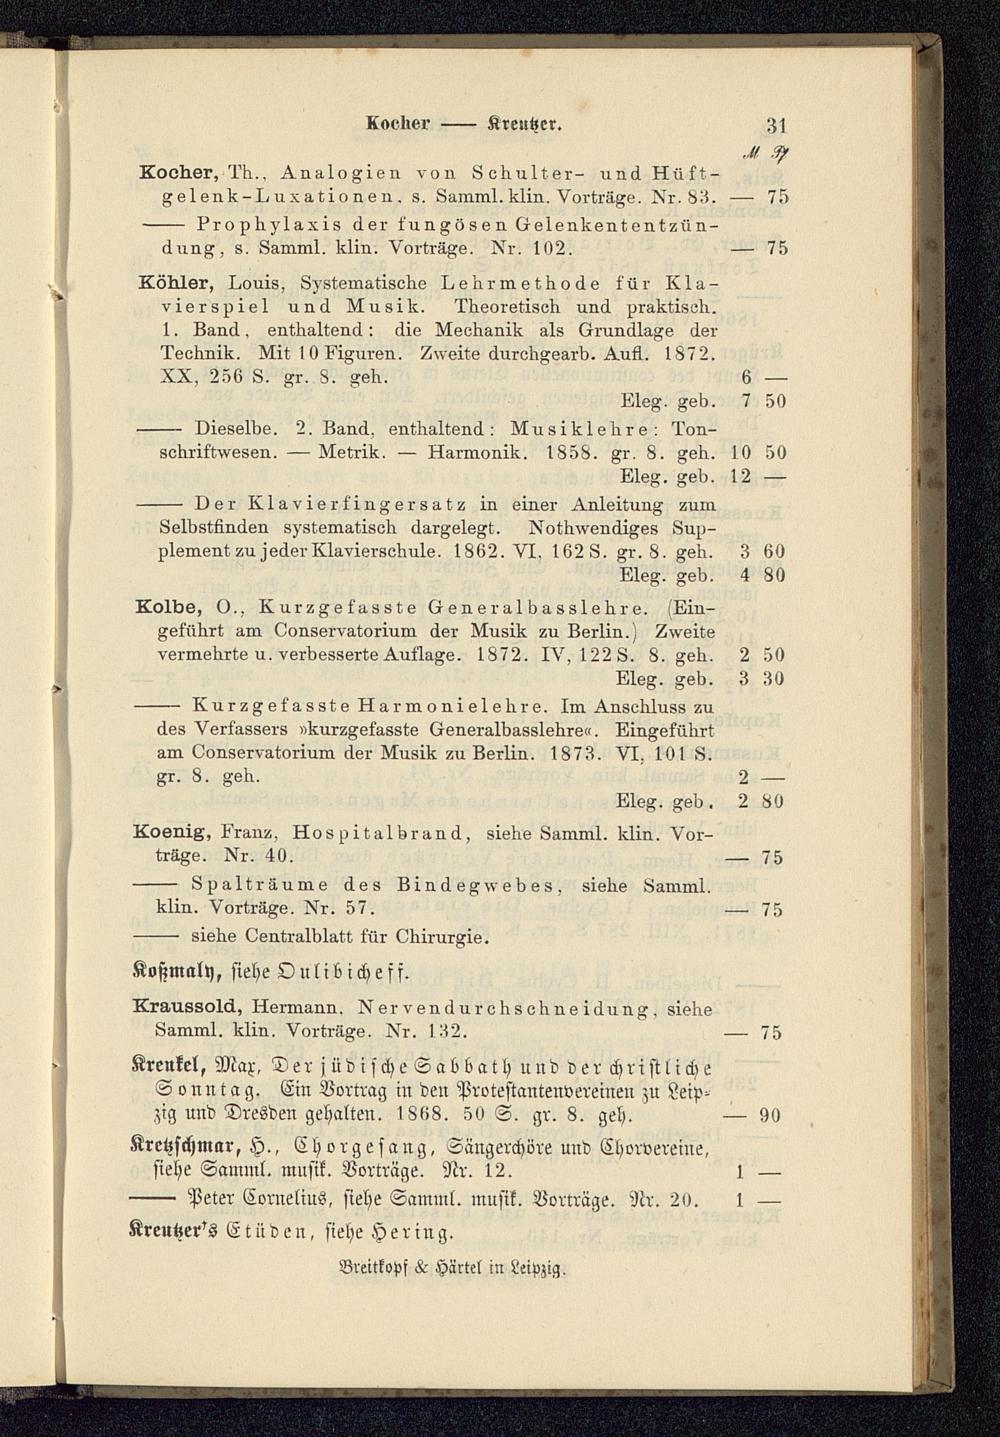 Kocher —— Kreutzer. 31
M Pf
Kocher, Th., Analogien von Schulter- und Hüft-
gelenk-Luxationen, s. Samml. klin. Vorträge. Nr. 83. — 75
—— Prophylaxis der fungösen Gelenkententzün-
dung, s. Samml. klin. Vorträge. Nr. 102. — 75
Köhler, Louis, Systematische Lehrmethode für Kla-
vierspiel und Musik. Theoretisch und praktisch.
1. Band, enthaltend: die Mechanik als Grundlage der
Technik. Mit 10 Figuren. Zweite durchgearb. Aufl. 1872.
XX, 256 S. gr. 8. geh. 6 —
Eleg. geb. 7 50
—— Dieselbe. 2. Band, enthaltend: Musiklehre: Ton-
schriftwesen. — Metrik. — Harmonik. 1858. gr. 8. geh. 10 50
Eleg. geb. 12 —
—— Der Klavierfingersatz in einer Anleitung zum
Selbstfinden systematisch dargelegt. Nothwendiges Sup-
plement zu jeder Klavierschule. 1862. VI, 162 S. gr. 8. geh. 3 60
Eleg. geb. 4 80
Kolbe, O., Kurzgefasste Generalbasslehre. (Ein-
geführt am Conservatorium der Musik zu Berlin.) Zweite
vermehrte u. verbesserte Auflage. 1872. IV, 122 S. 8. geh. 2 50
Eleg. geb. 3 30
—— Kurzgefasste Harmonielehre. Im Anschluss zu
des Verfassers »kurzgefasste Generalbasslehre«. Eingeführt
am Conservatorium der Musik zu Berlin. 1873. VI, 101 S.
gr. 8. geh. 2 —
Eleg. geb. 2 80
Koenig, Franz, Hospitalbrand, siehe Samml. klin. Vor-
träge. Nr. 40. — 75
—— Spalträume des Bindegwebes, siehe Samml.
klin. Vorträge. Nr. 57. — 75
—— siehe Centralblatt für Chirurgie.
Koßmaly, siehe Oulibicheff.
Kraussold, Hermann, Nervendurchschneidung, siehe
Samml. klin. Vorträge. Nr. 132. — 75
Krenkel, Max, Der jüdische Sabbath und der christliche
Sonntag. Ein Vortrag in den Protestantenvereinen zu Leip-
zig und Dresden gehalten. 1868. 50 S. gr. 8. geh. — 90
Kretzschmar, H., Chorgesang, Sängerchöre und Chorvereine,
siehe Samml. musik. Vorträge. Nr. 12. 1 —
—— Peter Cornelius, siehe Samml. musik. Vorträge. Nr. 20. 1 —
Kreutzer's Etüden, siehe Hering.
Breitkopf & Härtel in Leipzig.